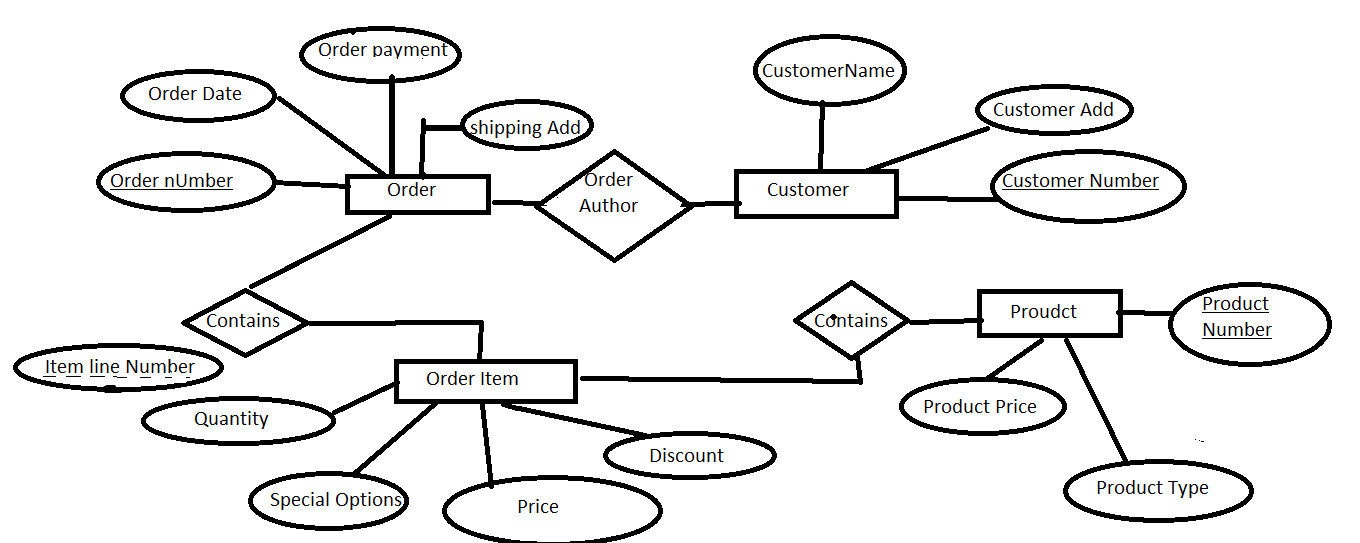 Order payment
CustomerName
Order Date
Customer Add
shipping Add
Order nUmber
Order
Order
Author
Customer
Customer Number
Contains
Contains
Proudct
Product
Number
Item line Number
Order Item
Quantity
Product Price
Discount
Special Options
Price
Product Type